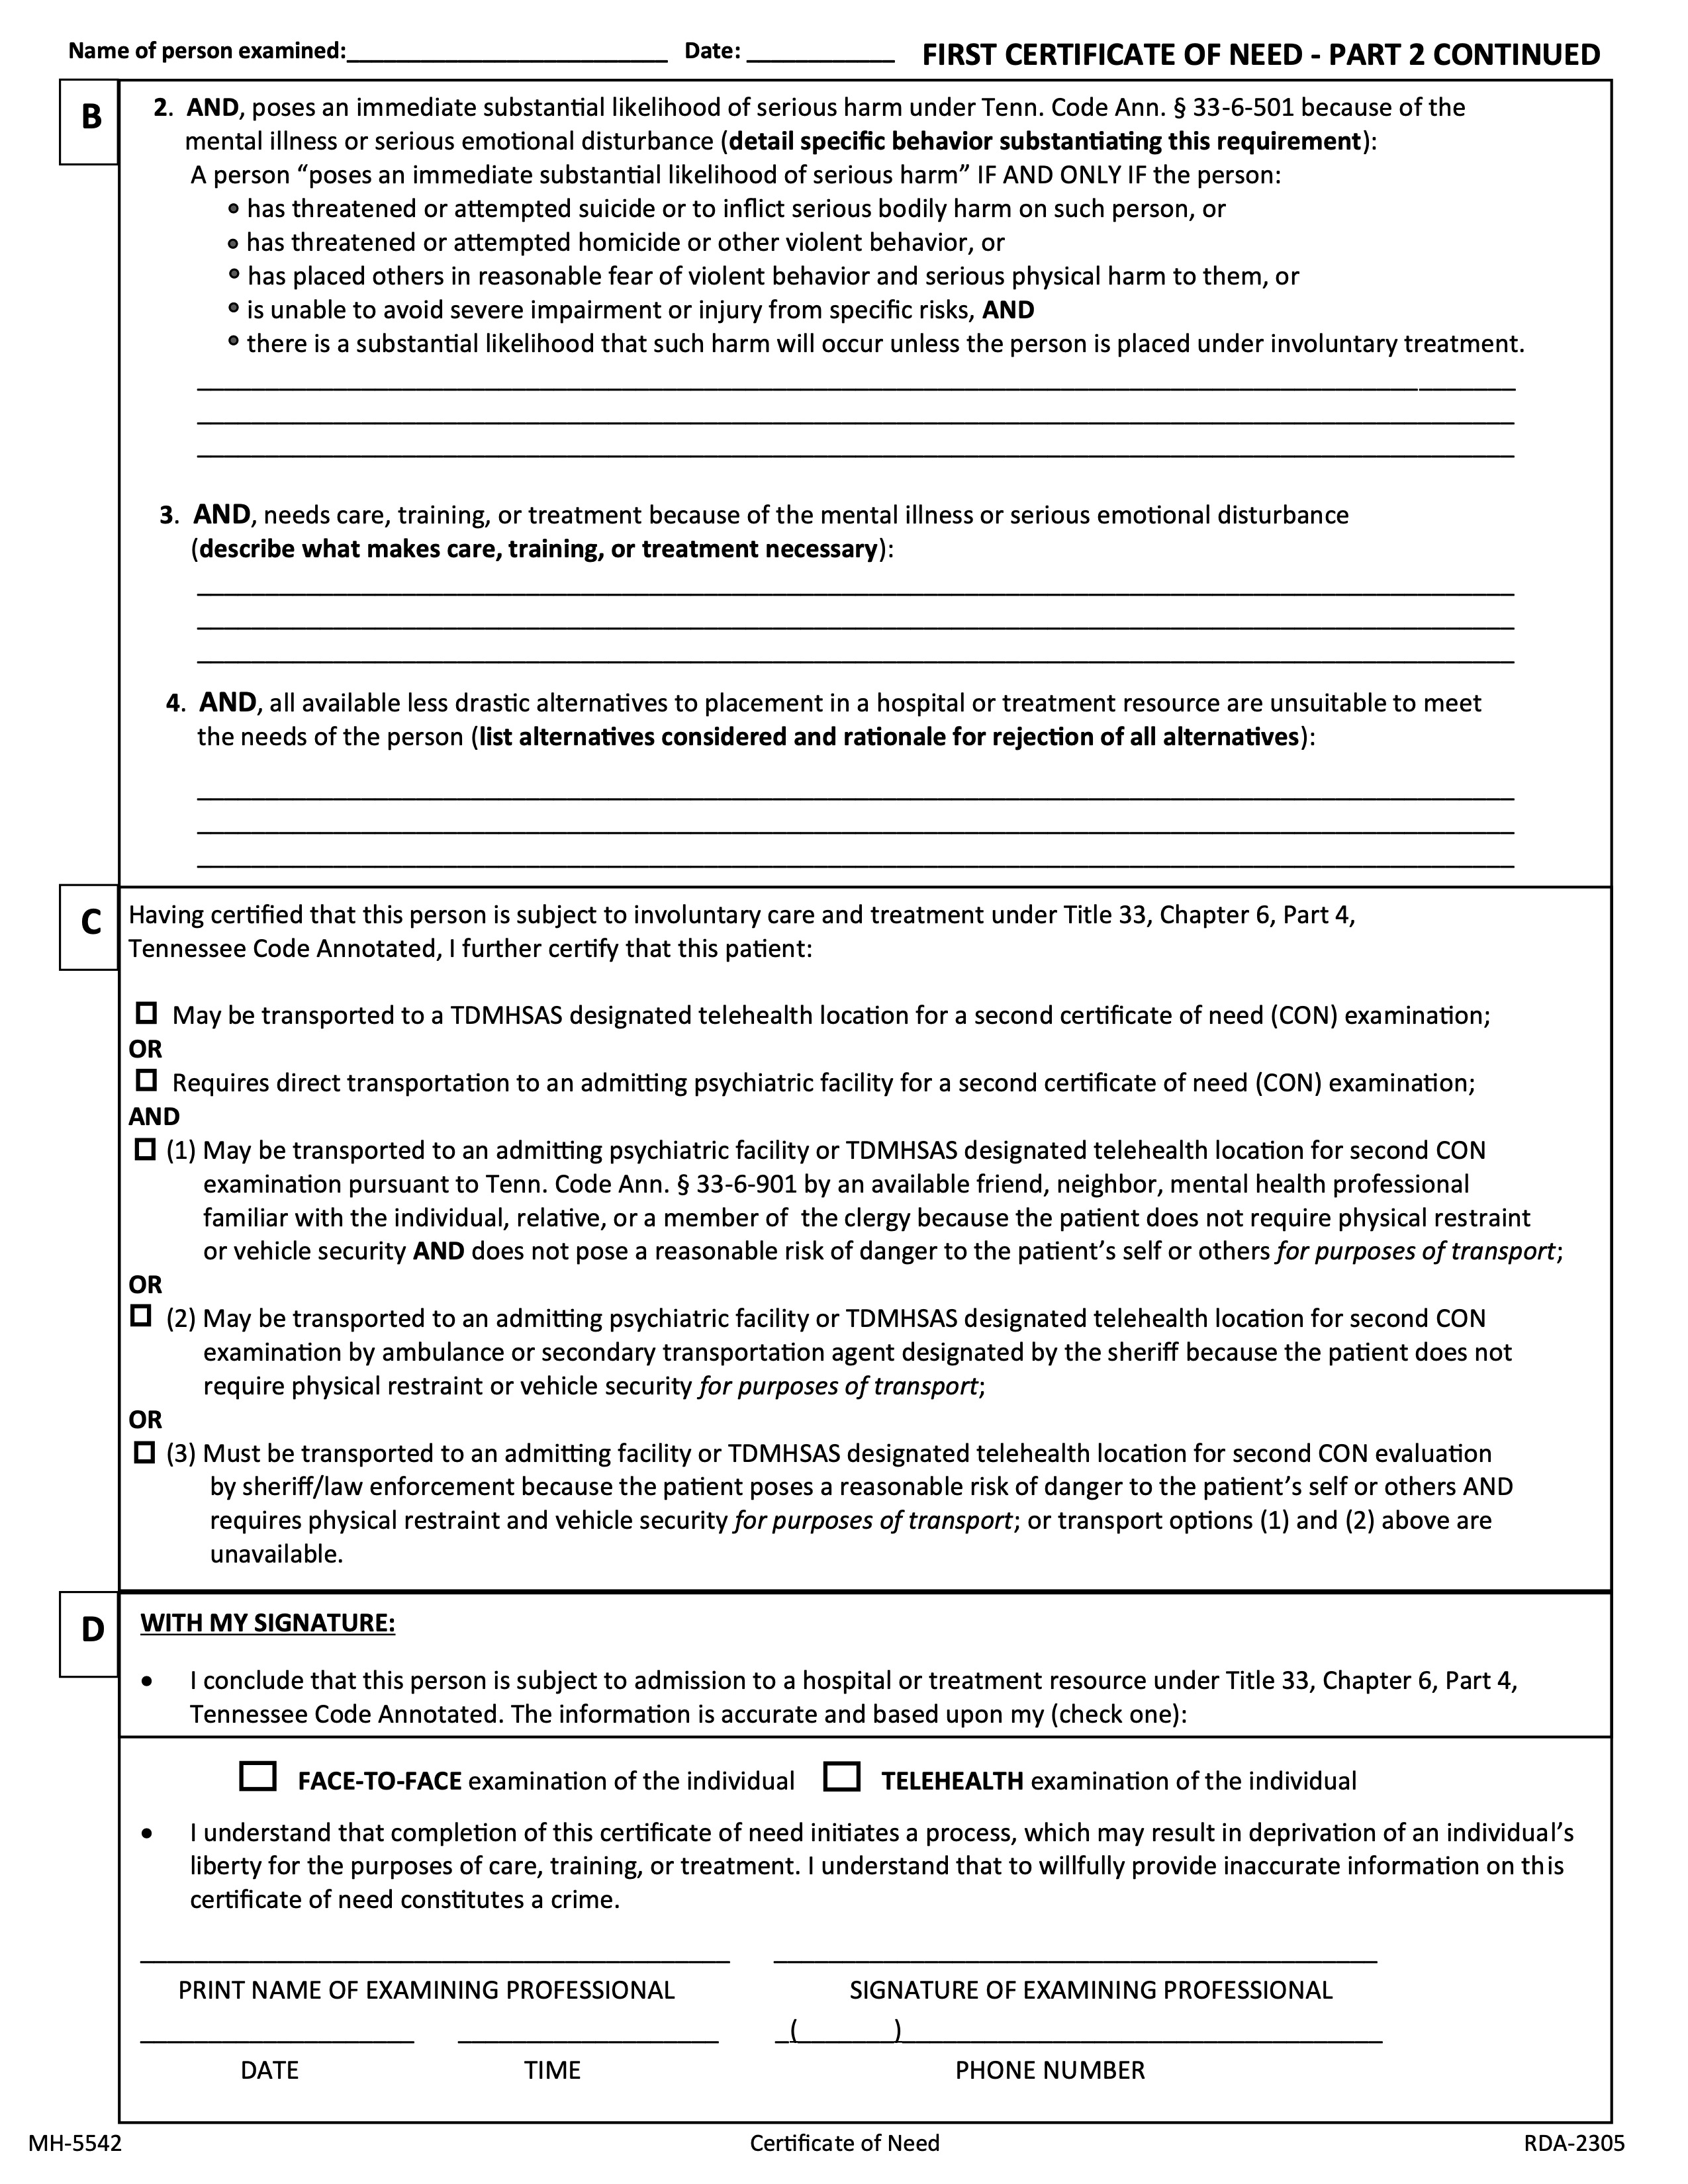 Name of person examined:________________________ Date: ___________ FIRST CERTIFICATE OF NEED - PART 2 CONTINUED
B
2. AND, poses an immediate substantial likelihood of serious harm under Tenn. Code Ann. § 33-6-501 because of the
mental illness or serious emotional disturbance (detail specific behavior substantiating this requirement):
A person “poses an immediate substantial likelihood of serious harm” IF AND ONLY IF the person:
• has threatened or attempted suicide or to inflict serious bodily harm on such person, or
• has threatened or attempted homicide or other violent behavior, or
• has placed others in reasonable fear of violent behavior and serious physical harm to them, or
• is unable to avoid severe impairment or injury from specific risks, AND
• there is a substantial likelihood that such harm will occur unless the person is placed under involuntary treatment.
3. AND, needs care, training, or treatment because of the mental illness or serious emotional disturbance
(describe what makes care, training, or treatment necessary):
4. AND, all available less drastic alternatives to placement in a hospital or treatment resource are unsuitable to meet
the needs of the person (list alternatives considered and rationale for rejection of all alternatives):
C
Having certified that this person is subject to involuntary care and treatment under Title 33, Chapter 6, Part 4,
Tennessee Code Annotated, I further certify that this patient:
☐ May be transported to a TDMHSAS designated telehealth location for a second certificate of need (CON) examination;
OR
☐ Requires direct transportation to an admitting psychiatric facility for a second certificate of need (CON) examination;
AND
☐ (1) May be transported to an admitting psychiatric facility or TDMHSAS designated telehealth location for second CON
examination pursuant to Tenn. Code Ann. § 33-6-901 by an available friend, neighbor, mental health professional
familiar with the individual, relative, or a member of the clergy because the patient does not require physical restraint
or vehicle security AND does not pose a reasonable risk of danger to the patient’s self or others for purposes of transport;
OR
☐ (2) May be transported to an admitting psychiatric facility or TDMHSAS designated telehealth location for second CON
examination by ambulance or secondary transportation agent designated by the sheriff because the patient does not
require physical restraint or vehicle security for purposes of transport;
OR
☐ (3) Must be transported to an admitting facility or TDMHSAS designated telehealth location for second CON evaluation
by sheriff/law enforcement because the patient poses a reasonable risk of danger to the patient’s self or others AND
requires physical restraint and vehicle security for purposes of transport; or transport options (1) and (2) above are
unavailable.
D
WITH MY SIGNATURE:
• I conclude that this person is subject to admission to a hospital or treatment resource under Title 33, Chapter 6, Part 4,
Tennessee Code Annotated. The information is accurate and based upon my (check one):
☐ FACE-TO-FACE examination of the individual ☐ TELEHEALTH examination of the individual
• I understand that completion of this certificate of need initiates a process, which may result in deprivation of an individual’s
liberty for the purposes of care, training, or treatment. I understand that to willfully provide inaccurate information on this
certificate of need constitutes a crime.
PRINT NAME OF EXAMINING PROFESSIONAL SIGNATURE OF EXAMINING PROFESSIONAL
_(_______)____________
DATE TIME PHONE NUMBER
MH-5542 Certificate of Need RDA-2305